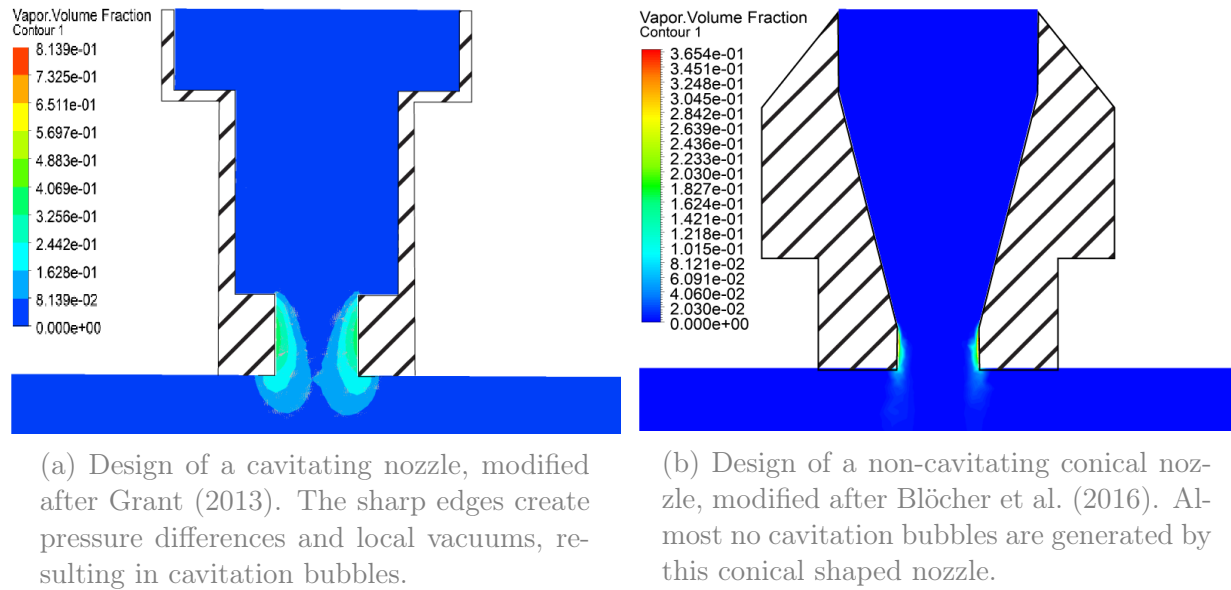 Vapor.Volume Fraction
Contour 1
8.139e-01
7.325e-01
6.511e-01
5.697e-01
4.883e-01
4.069e-01
3.256e-01
2.442e-01
1.628e-01
8.139e-02
0.000e+00
(a) Design of a cavitating nozzle, modified
after Grant (2013). The sharp edges create
pressure differences and local vacuums, re-
sulting in cavitation bubbles.
Vapor.Volume Fraction
Contour 1
3.654e-01
3.451e-01
3.248e-01
3.045e-01
2.842e-01
2.639e-01
2.436e-01
2.233e-01
2.030e-01
1.827e-01
1.624e-01
1.421e-01
1.218e-01
1.015e-01
8.121e-02
6.091e-02
4.060e-02
2.030e-02
0.000e+00
(b) Design of a non-cavitating conical noz-
zle, modified after Blöcher et al. (2016). Al-
most no cavitation bubbles are generated by
this conical shaped nozzle.